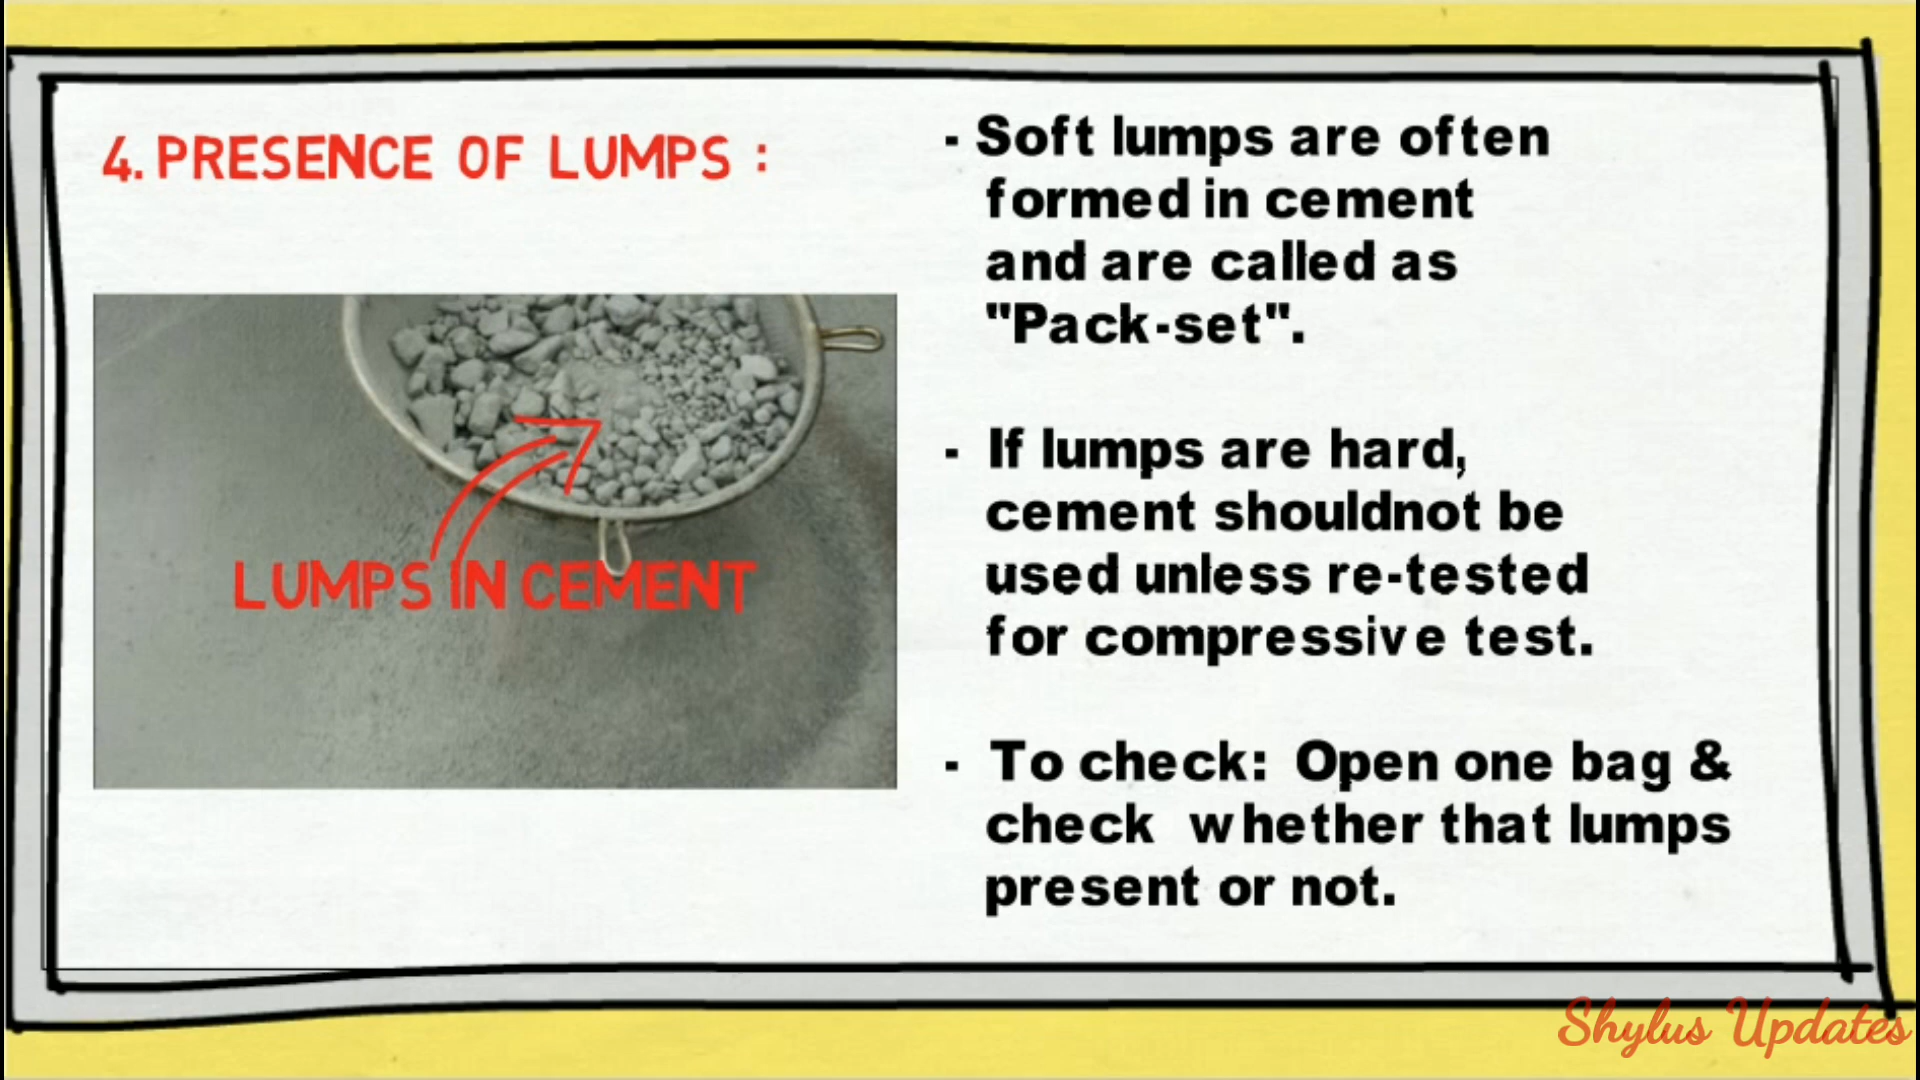 4. PRESENCE OF LUMPS :
LUMPS IN CEMENT
- Soft lumps are often
formed in cement
and are called as
"Pack-set".
- If lumps are hard,
cement shouldnot be
used unless re-tested
for compressive test.
- To check: Open one bag &
check whether that lumps
present or not.
Shylus Updates